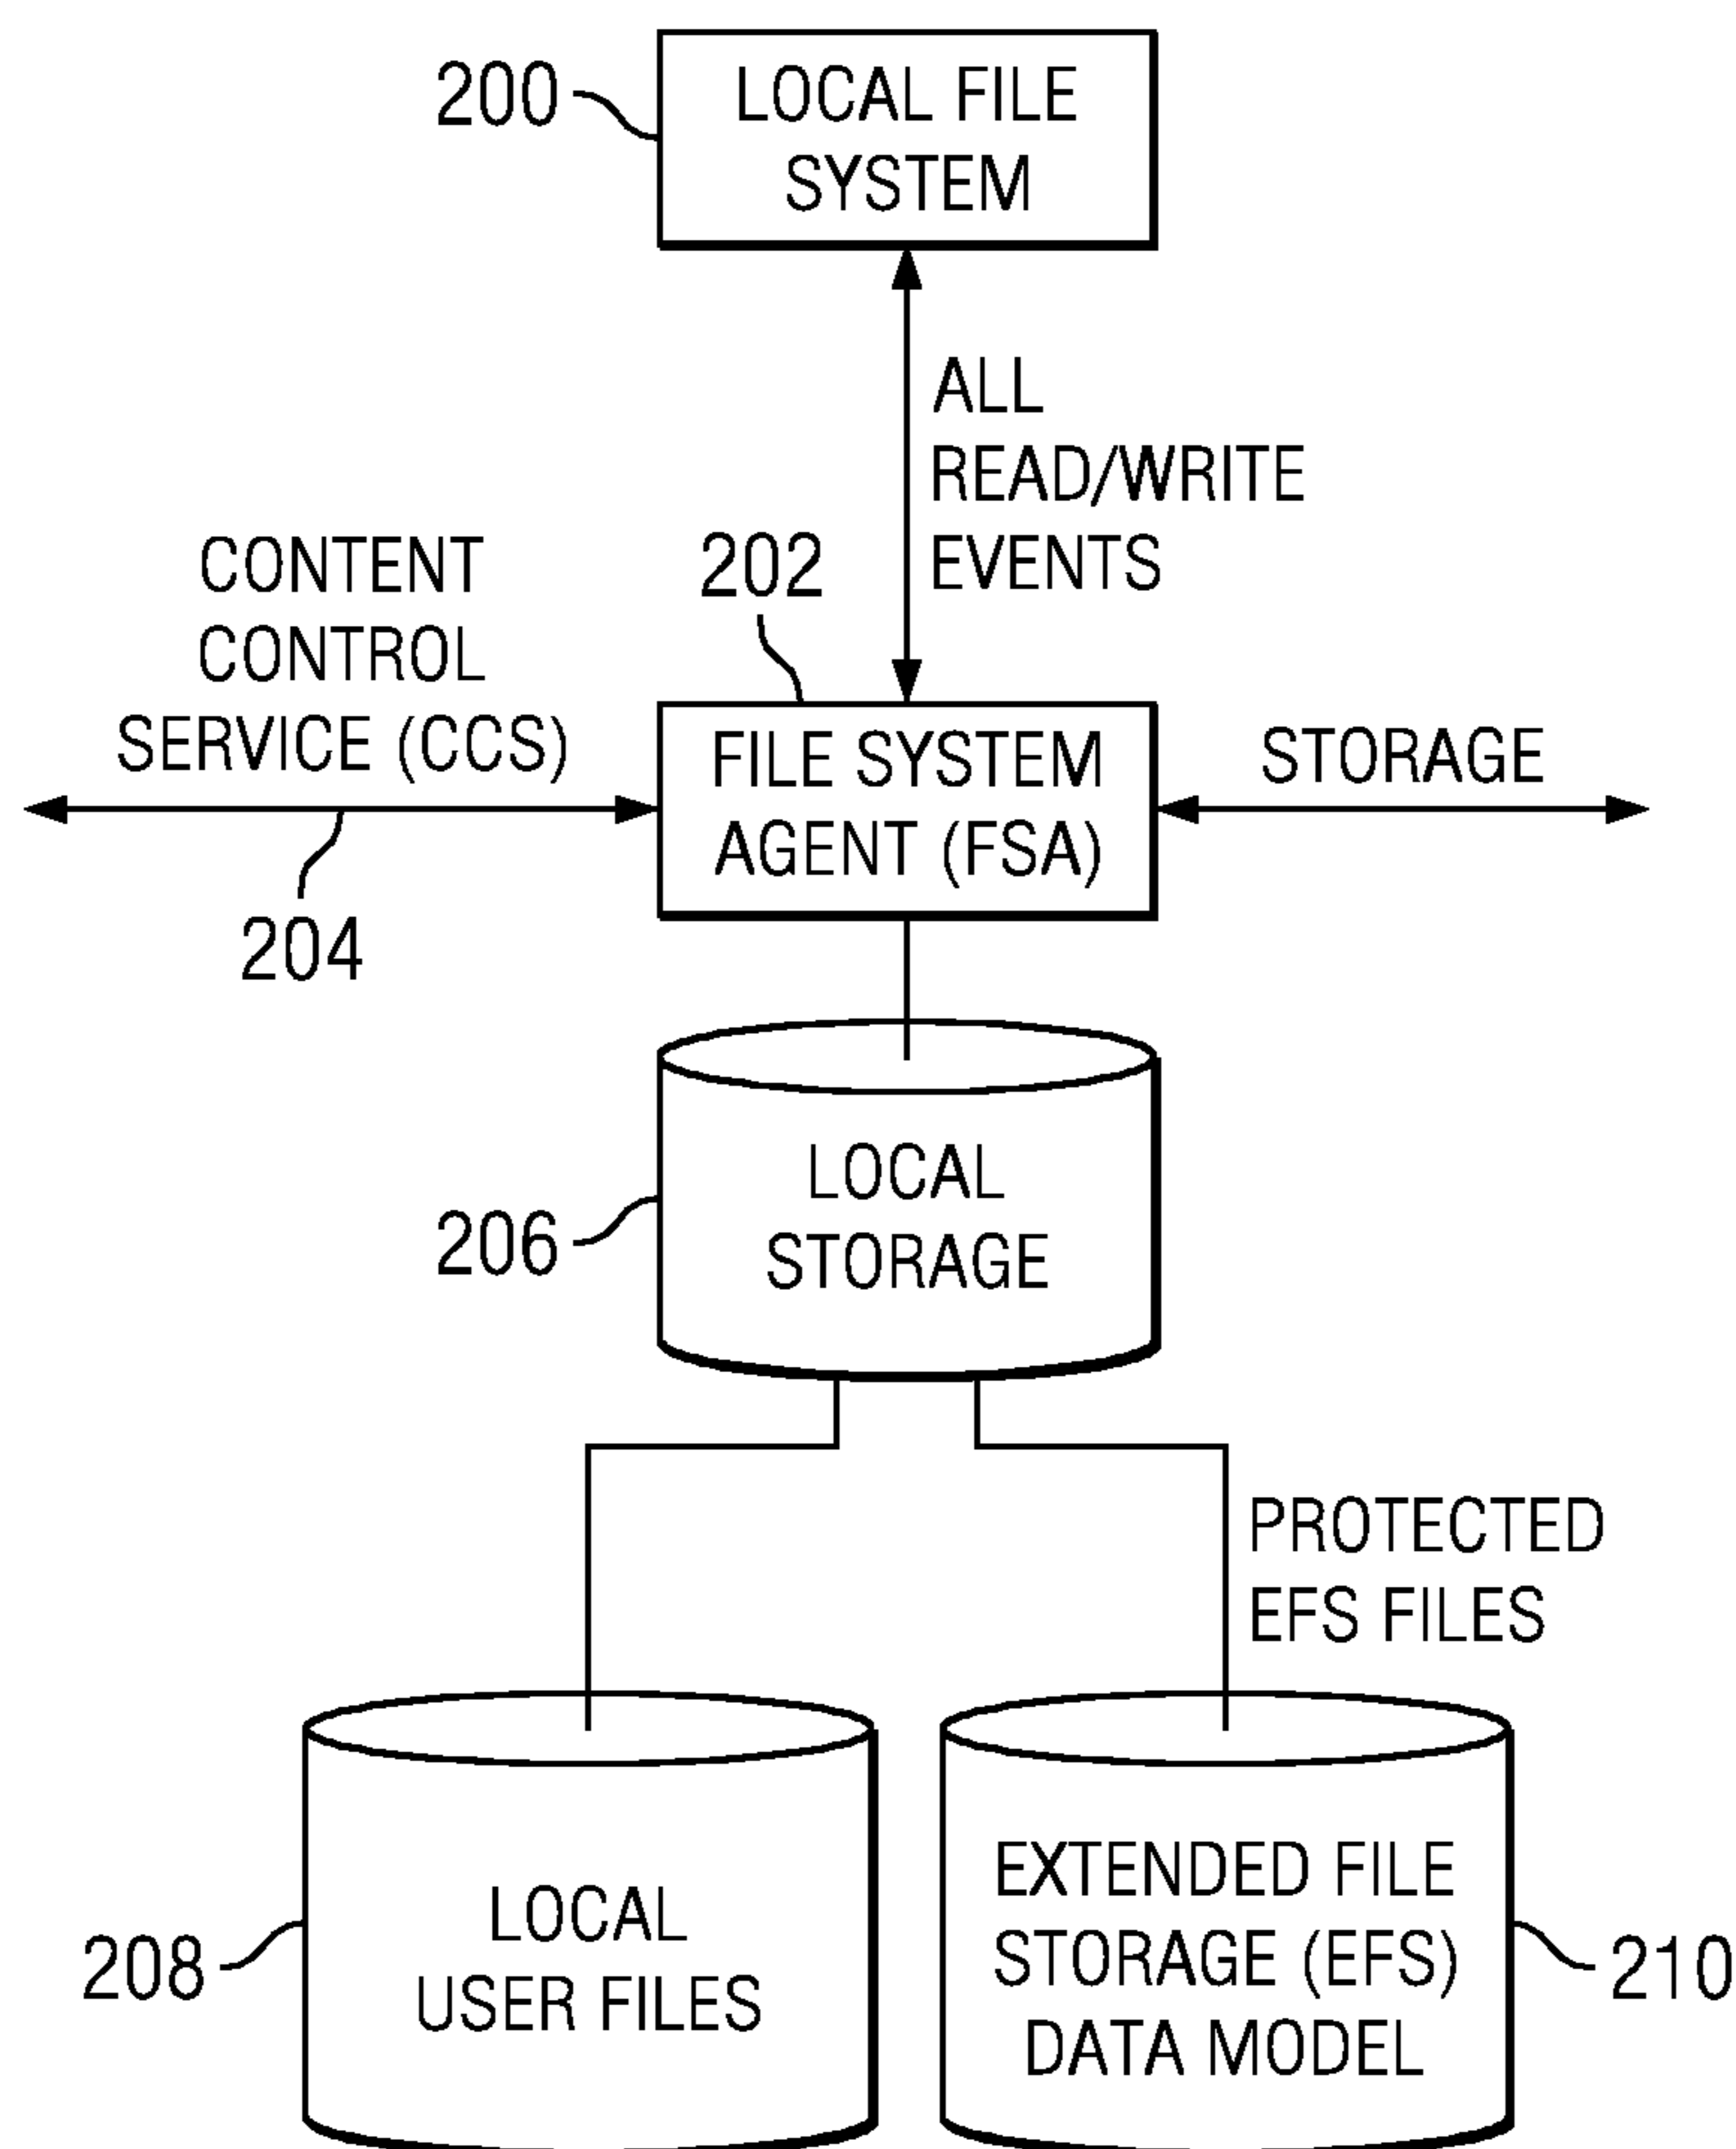 200
LOCAL FILE
SYSTEM
ALL
READ/WRITE
EVENTS
CONTENT
CONTROL
SERVICE (CCS)
204
202
FILE SYSTEM
AGENT (FSA)
STORAGE
206
LOCAL
STORAGE
PROTECTED
EFS FILES
208
LOCAL
USER FILES
EXTENDED FILE
STORAGE (EFS)
DATA MODEL
210